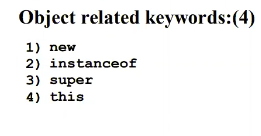 Object related keywords:(4)
1) new
2) instanceof
3) super
4) this